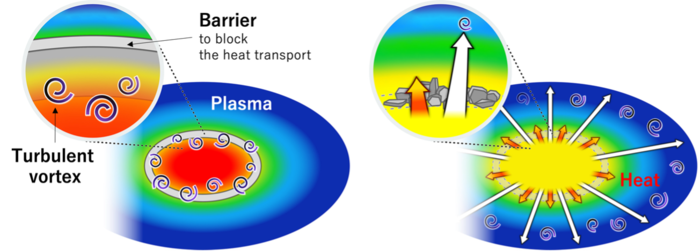 Barrier
to block
the heat transport
Plasma
Turbulent
vortex
Heat